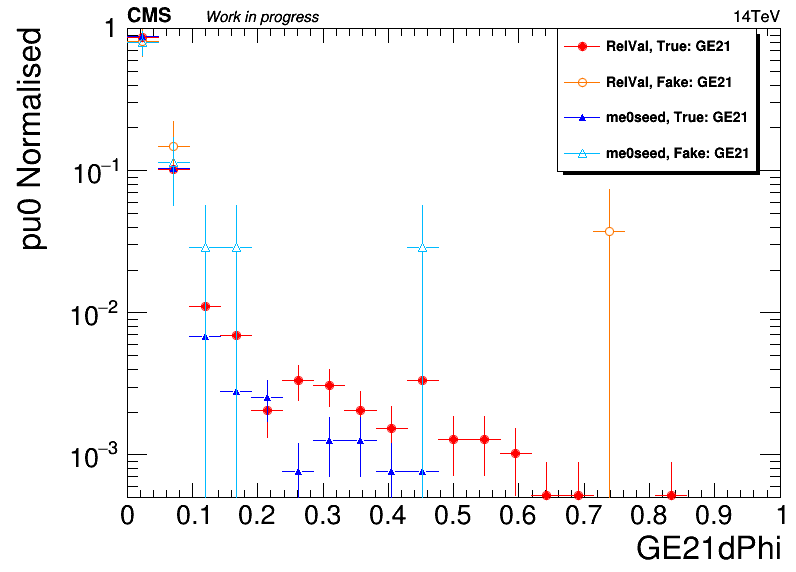 CMS Work in progress 14TeV
RelVal, True: GE21
RelVal, Fake: GE21
me0seed, True: GE21
me0seed, Fake: GE21
pu0 Normalised
1
10⁻¹
10⁻²
10⁻³
0 0.1 0.2 0.3 0.4 0.5 0.6 0.7 0.8 0.9 1
GE21dPhi